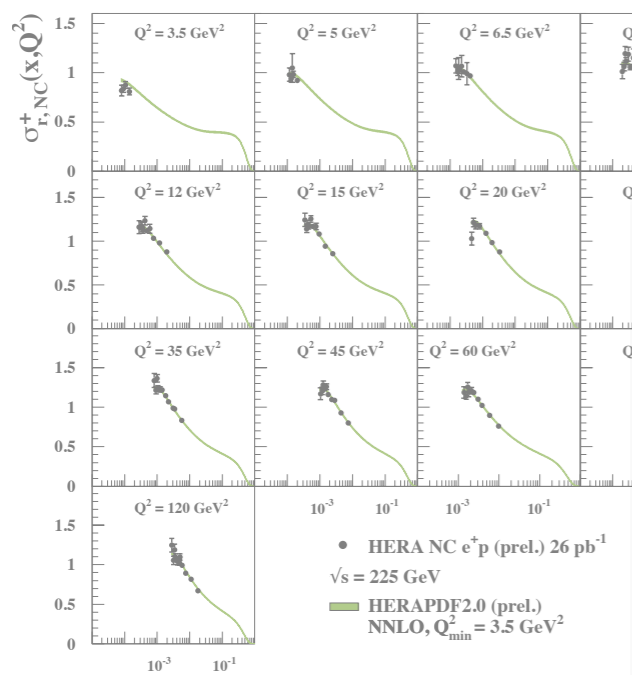 σ⁺r, NC(x,Q²)
1.5
1
0.5
0
Q² = 3.5 GeV²
Q² = 5 GeV²
Q² = 6.5 GeV²
Q
1.5
1
0.5
0
Q² = 12 GeV²
Q² = 15 GeV²
Q² = 20 GeV²
Q
1.5
1
0.5
0
Q² = 35 GeV²
Q² = 45 GeV²
Q² = 60 GeV²
10⁻³ 10⁻¹
10⁻³ 10⁻¹
1.5
1
0.5
0
Q² = 120 GeV²
10⁻³ 10⁻¹
HERA NC e⁺p (prel.) 26 pb⁻¹
√s = 225 GeV
HERAPDF2.0 (prel.)
NNLO, Q²min = 3.5 GeV²